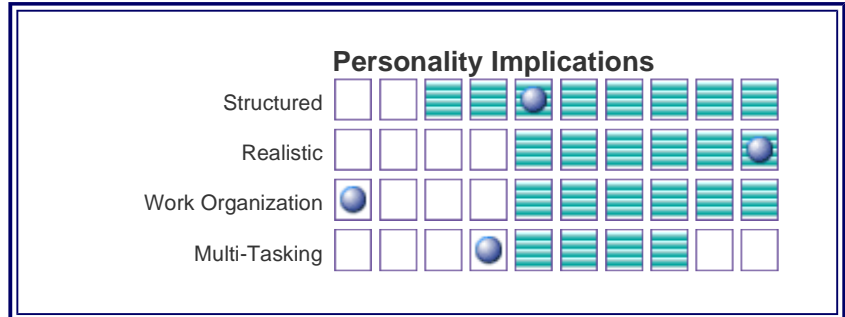 Personality Implications
Structured
Realistic
Work Organization
Multi-Tasking